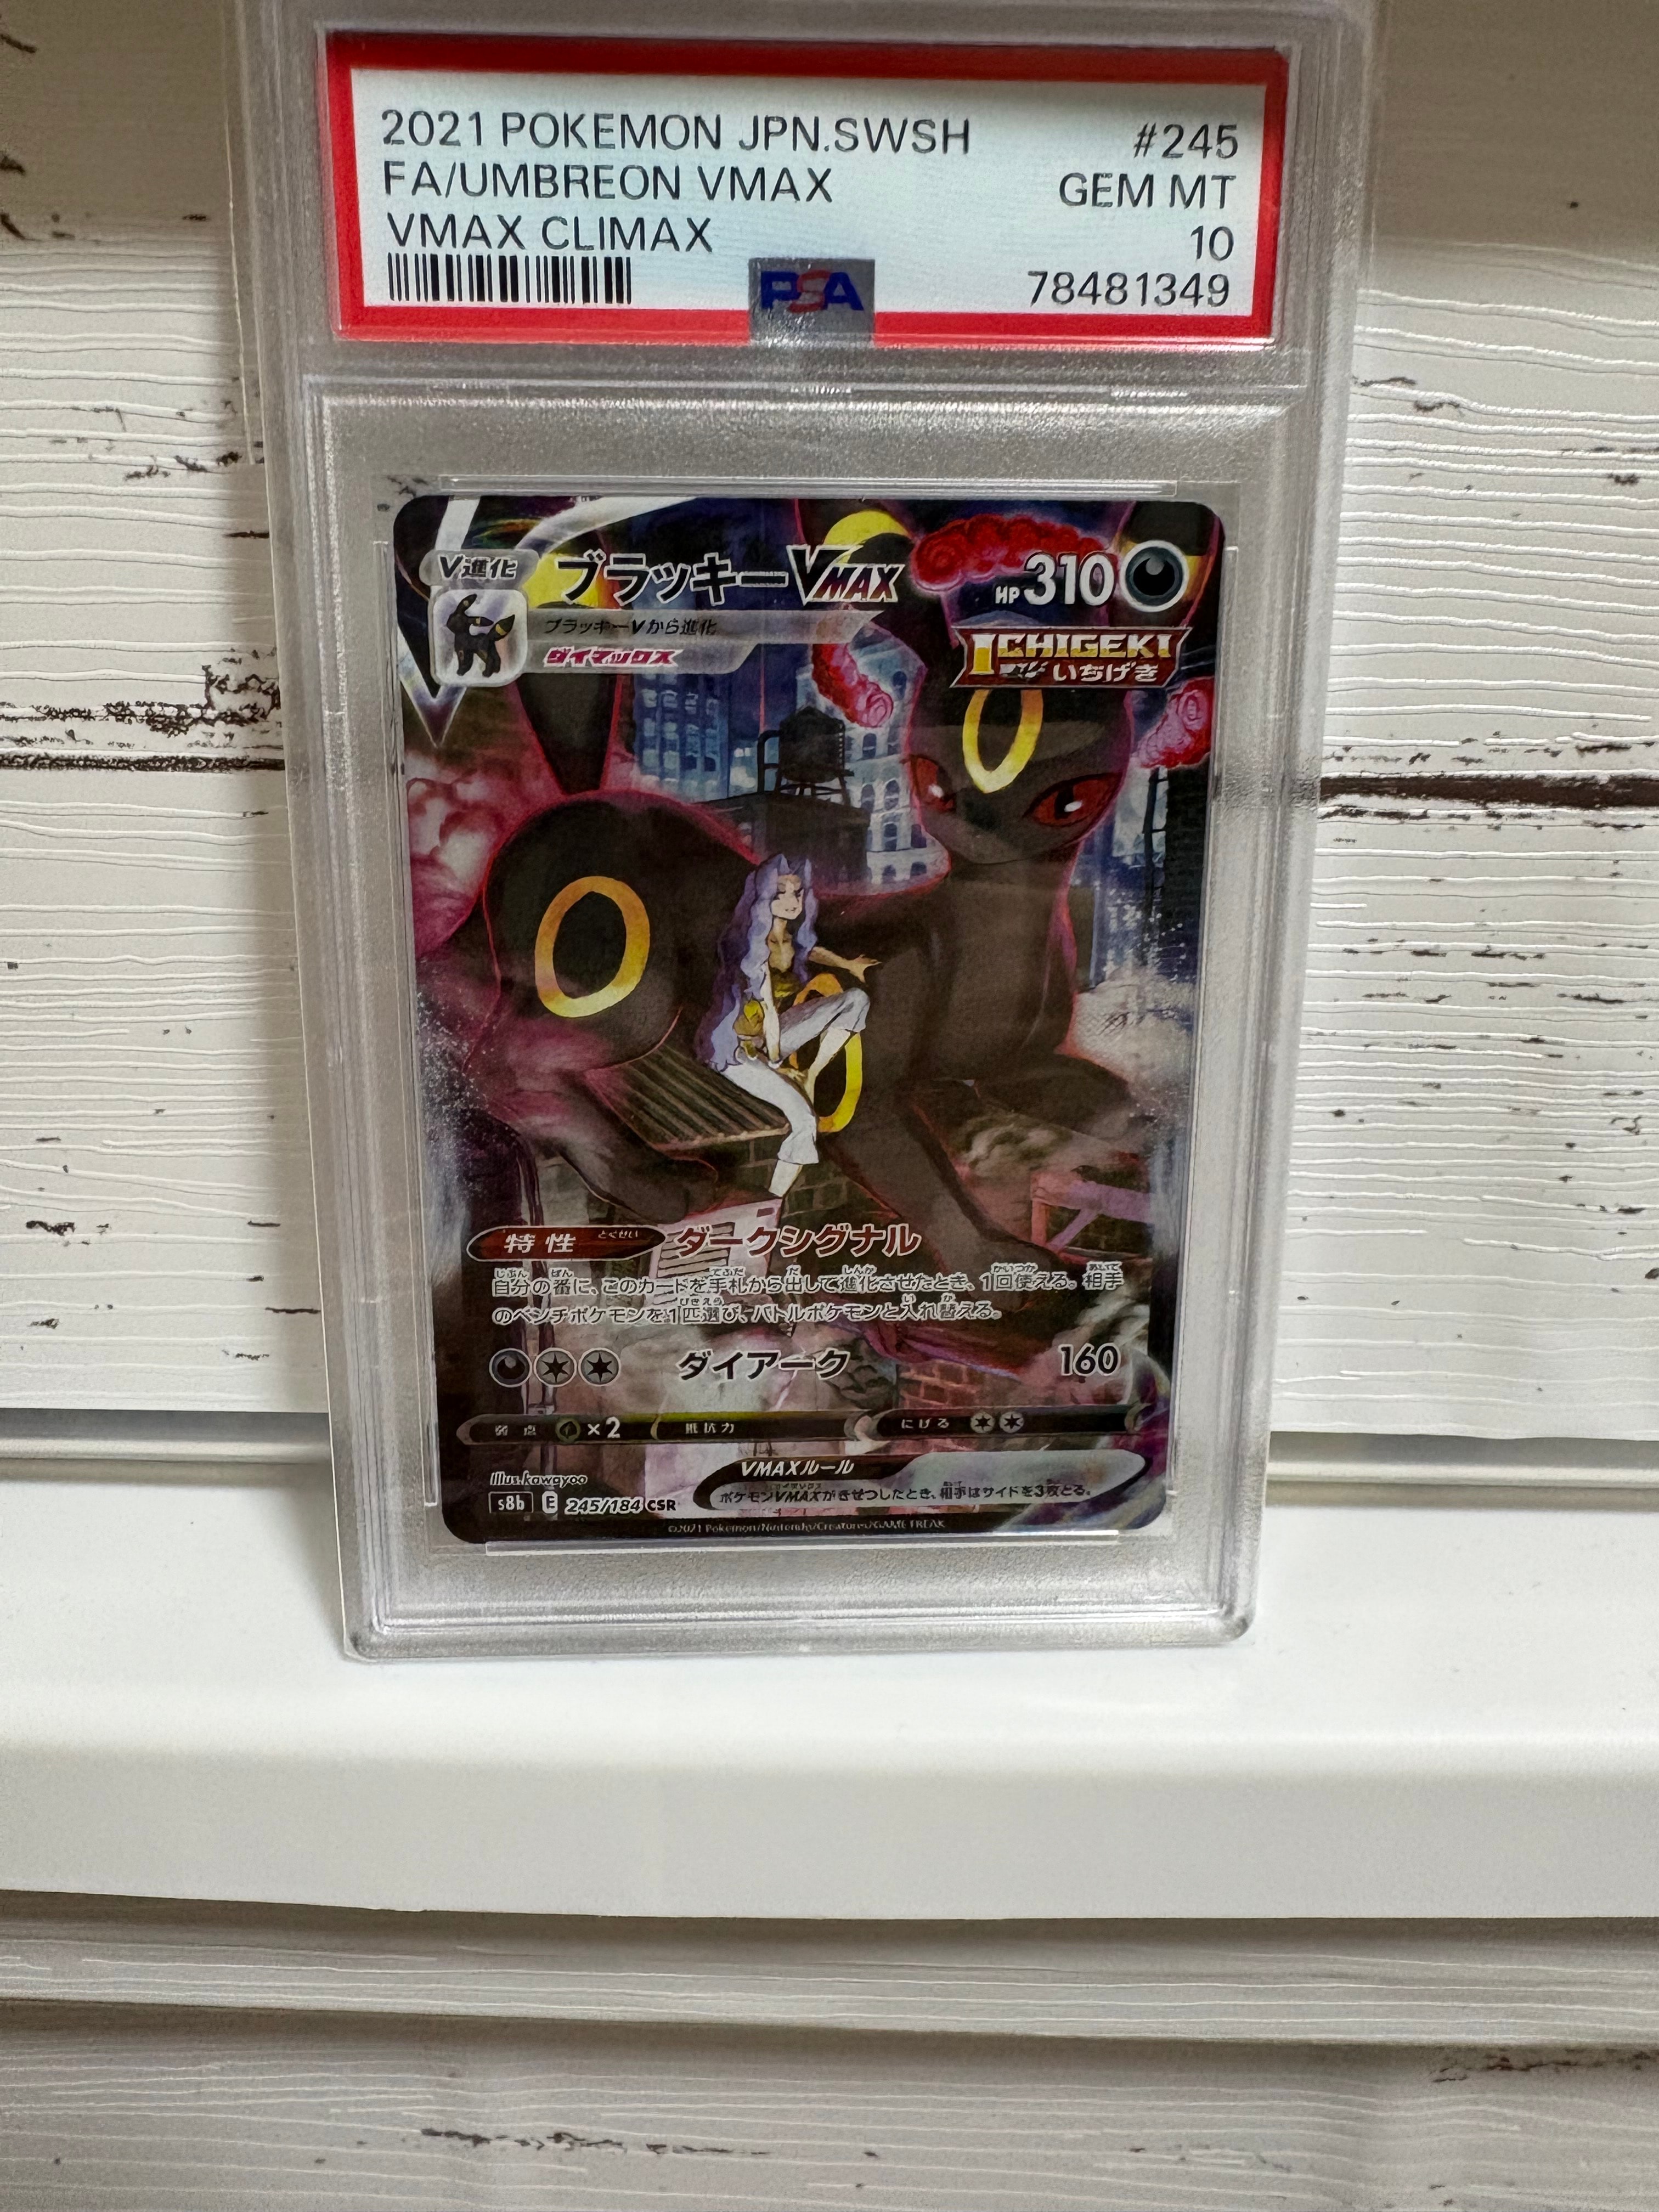 2021 POKEMON JPN.SWSH #245
FA/UMBREON VMAX GEM MT
VMAX CLIMAX 10
PSA 78481349
V進化 ブラッキーVMAX HP310
ブラッキーVから進化
ダイマックス
ICHIGEKI
いちげき
特性 とくせい ダークシグナル
自分の番に、このカードを手札から出して進化させたとき、1回使える。相手
のベンチポケモンを1匹選び、バトルポケモンと入れ替える。
ダイアーク 160
弱点 ×2 抵抗力 にげる
Illus.kawayoo
VMAXルール
s8b E 245/184 CSR
ポケモンVMAXがきぜつしたとき、相手はサイドを3枚とる。
©2021 Pokémon/Nintendo/Creatures/GAME FREAK